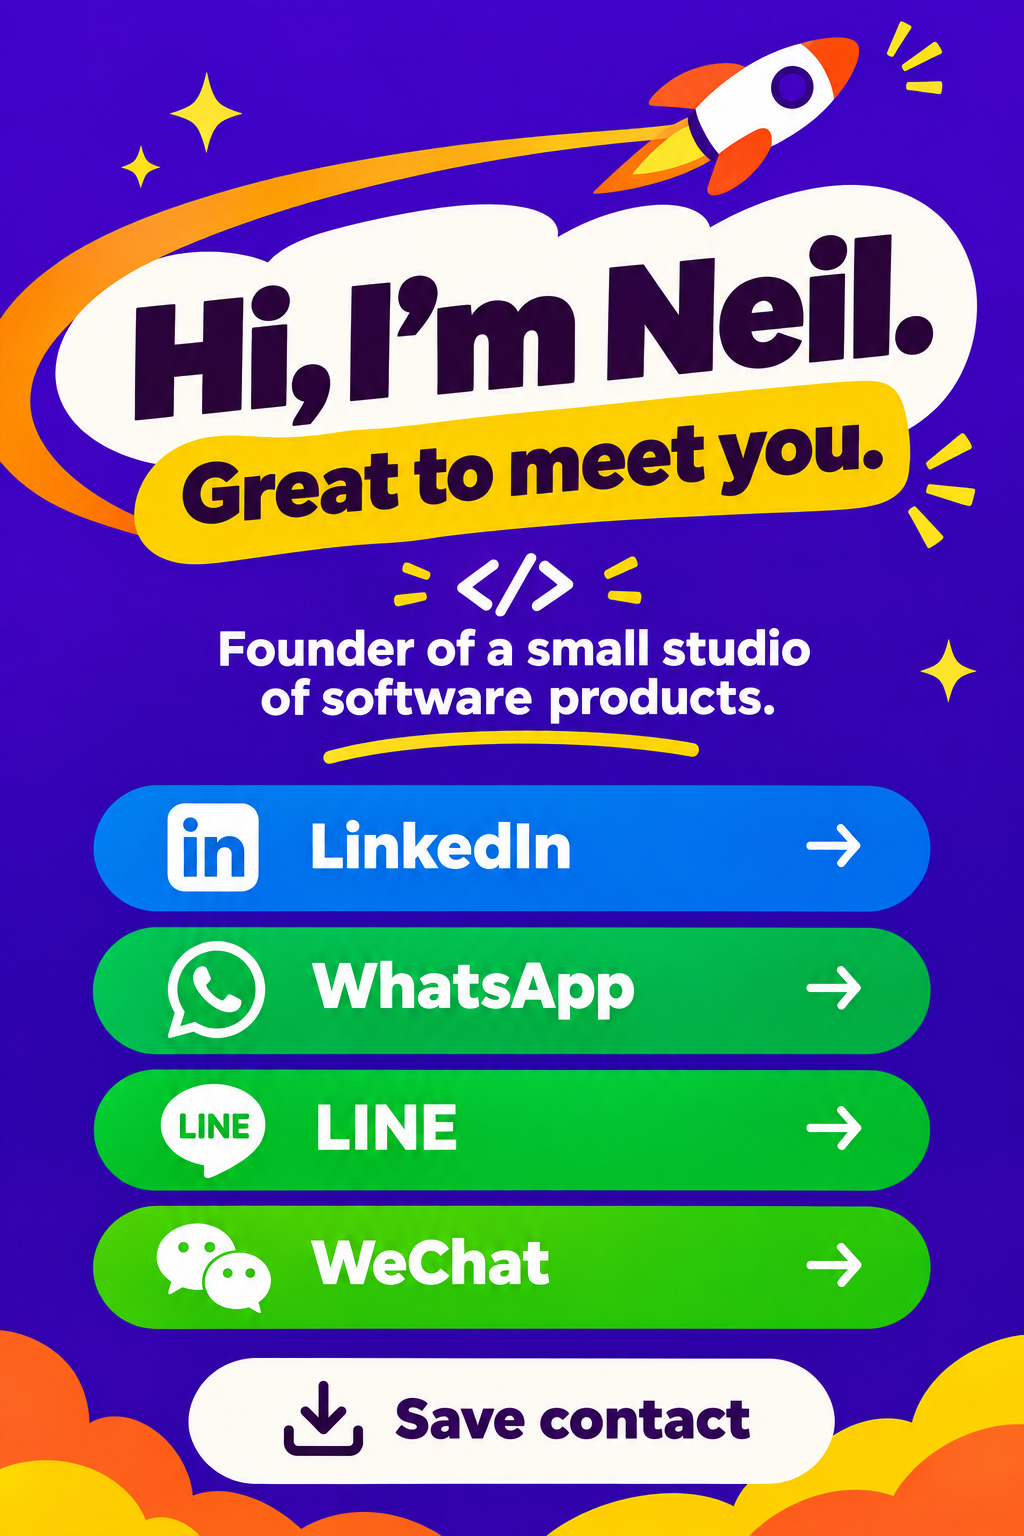 Hi, I'm Neil.
Great to meet you.
</>
Founder of a small studio
of software products.
in LinkedIn
WhatsApp
LINE LINE
WeChat
Save contact